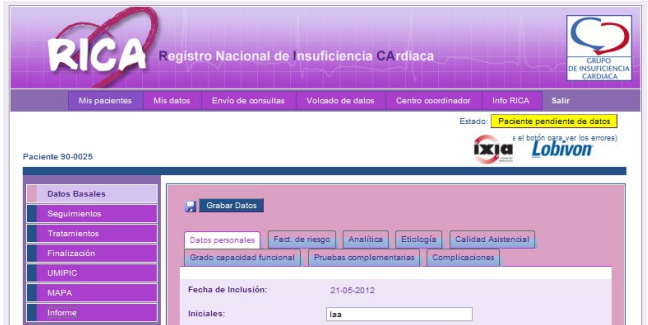 RICA Registro Nacional de Insuficiencia CArdiaca
GRUPO
DE INSUFICIENCIA
CARDIACA
Mis pacientes Mis datos Envío de consultas Volcado de datos Centro coordinador Info RICA Salir
Estado: Paciente pendiente de datos
el botón para ver los errores)
ixia Lobivon
Paciente 90-0025
Datos Basales
Seguimientos
Tratamientos
Finalización
UMIPIC
MAPA
Informe
Grabar Datos
Datos personales Fact. de riesgo Analítica Etiología Calidad Asistencial
Grado capacidad funcional Pruebas complementarias Complicaciones
Fecha de Inclusión: 21-05-2012
Iniciales: laa